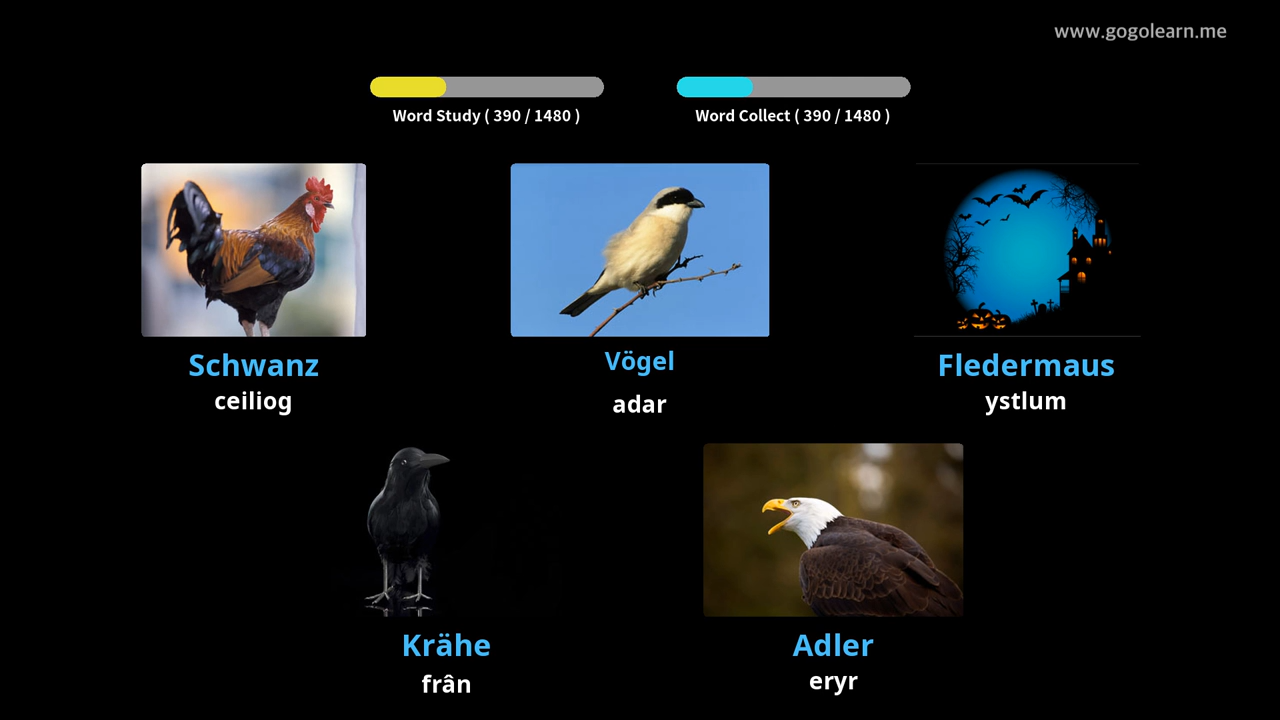 www.gogolearn.me
Word Study ( 390 / 1480 )
Word Collect ( 390 / 1480 )
Schwanz
ceiliog
Vögel
adar
Fledermaus
ystlum
Krähe
frân
Adler
eryr